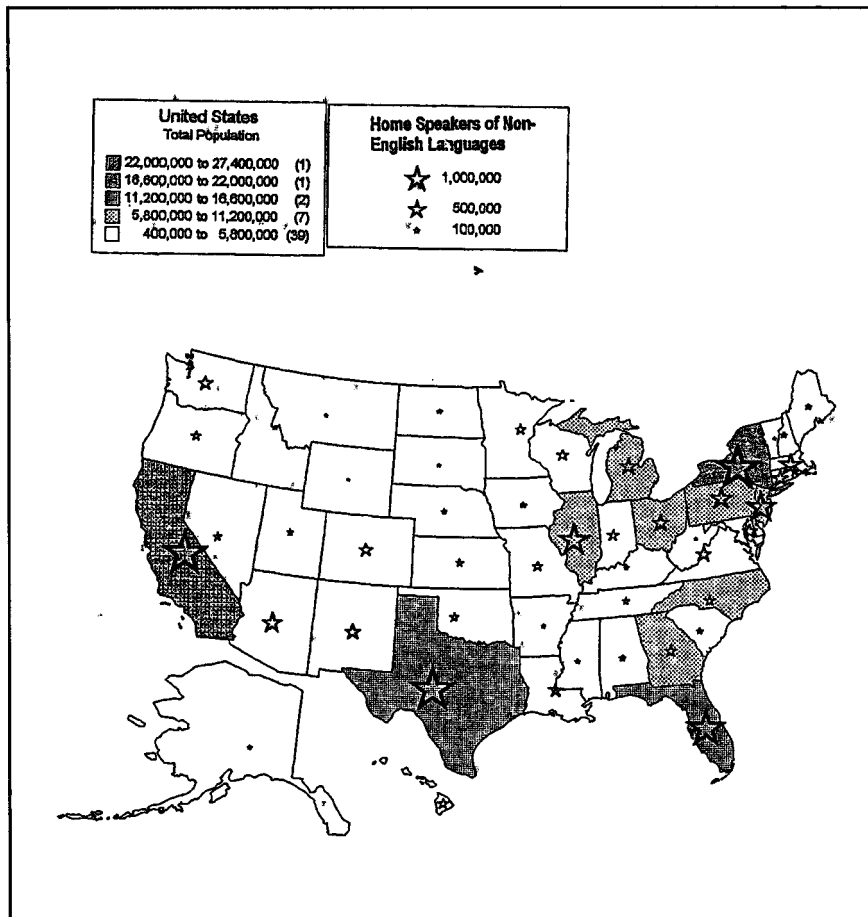 United States
Total Population
22,000,000 to 27,400,000 (1)
16,600,000 to 22,000,000 (1)
11,200,000 to 16,600,000 (2)
5,800,000 to 11,200,000 (7)
400,000 to 5,800,000 (39)
Home Speakers of Non-
English Languages
1,000,000
500,000
100,000